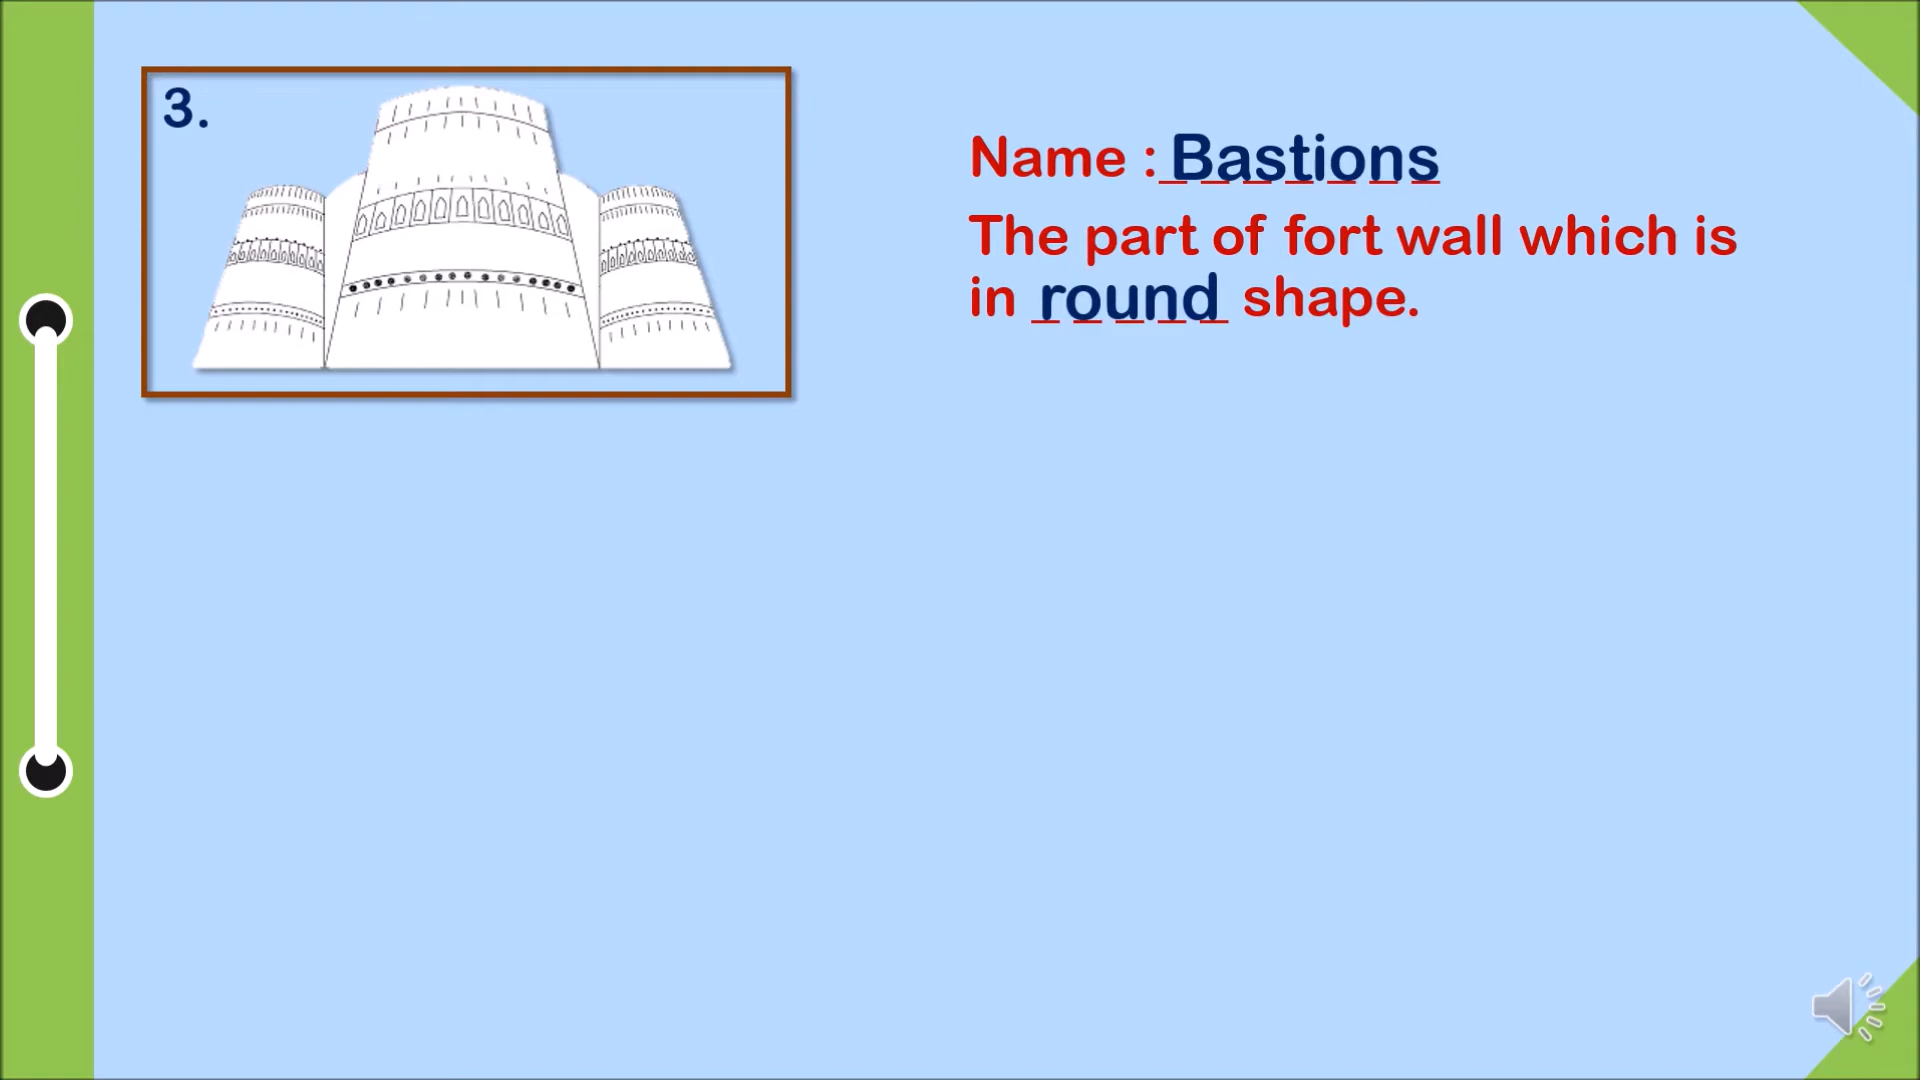 3.
Name : Bastions
The part of fort wall which is
in round shape.